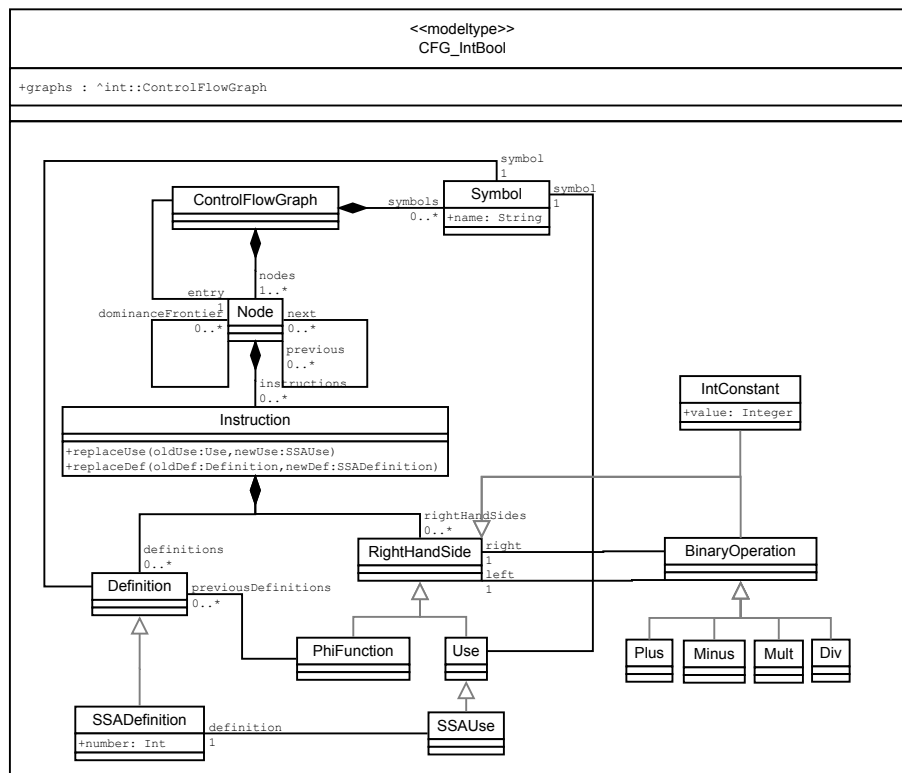 <<modeltype>>
CFG_IntBool
+graphs : ^int::ControlFlowGraph
symbol
1
ControlFlowGraph
symbols
0..*
Symbol
+name: String
symbol
1
nodes
1..*
entry
1
Node
dominanceFrontier
0..*
next
0..*
previous
0..*
instructions
0..*
IntConstant
+value: Integer
Instruction
+replaceUse(oldUse:Use,newUse:SSAUse)
+replaceDef(oldDef:Definition,newDef:SSADefinition)
rightHandSides
0..*
definitions
0..*
RightHandSide
right
1
left
1
BinaryOperation
Definition
previousDefinitions
0..*
PhiFunction
Use
Plus
Minus
Mult
Div
SSADefinition
+number: Int
definition
1
SSAUse